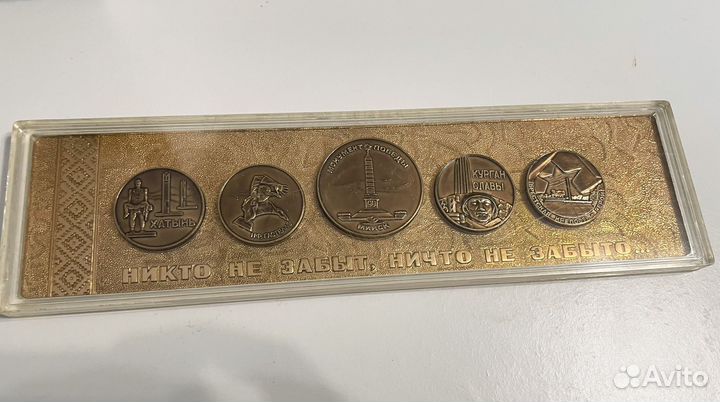 ХАТЫНЬ
МОНУМЕНТ ПОБЕДЫ
МИНСК
КУРГАН
СЛАВЫ
НИКТО НЕ ЗАБЫТ, НИЧТО НЕ ЗАБЫТО...
Avito